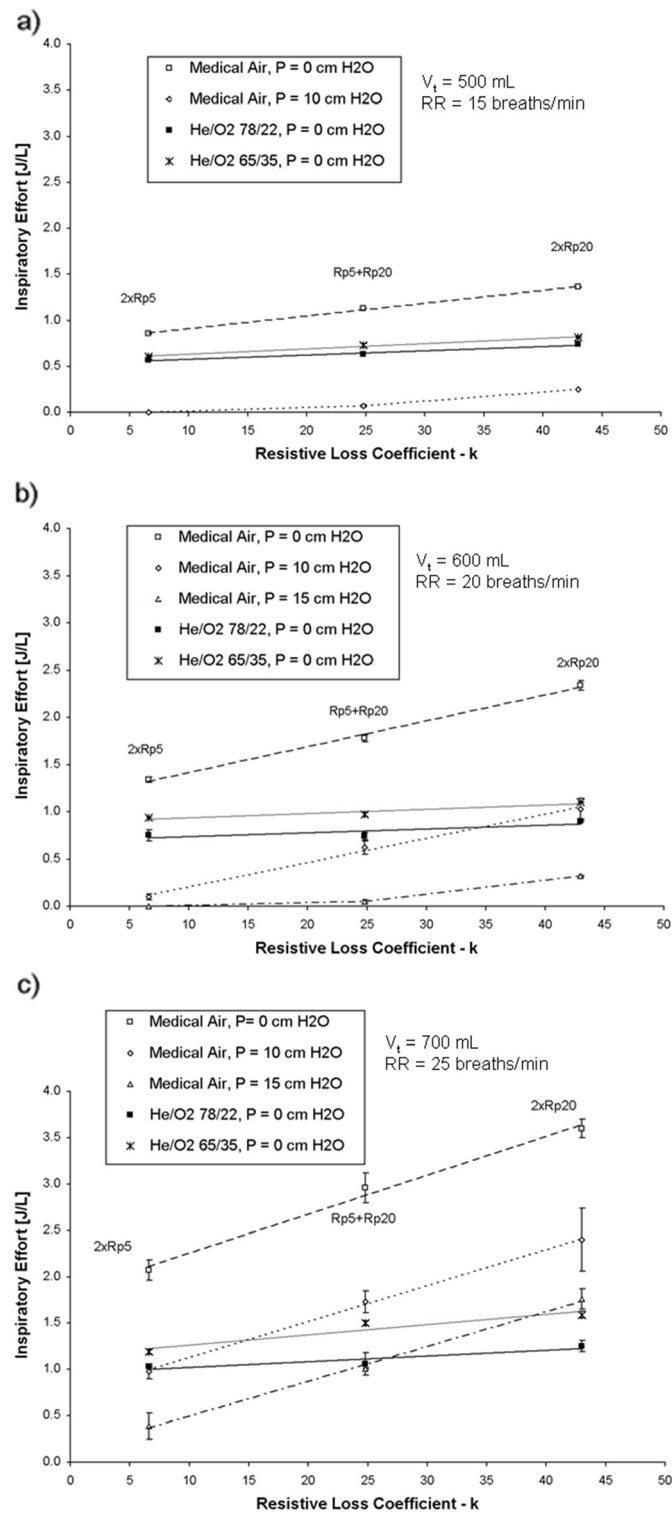 a)
4.0
3.5
3.0
2.5
2.0
1.5
1.0
0.5
0.0
Inspiratory Effort [J/L]
Medical Air, P = 0 cm H2O
Medical Air, P = 10 cm H2O
He/O2 78/22, P = 0 cm H2O
He/O2 65/35, P = 0 cm H2O
Vt = 500 mL
RR = 15 breaths/min
2xRp5
Rp5+Rp20
2xRp20
0 5 10 15 20 25 30 35 40 45 50
Resistive Loss Coefficient - k
b)
4.0
3.5
3.0
2.5
2.0
1.5
1.0
0.5
0.0
Inspiratory Effort [J/L]
Medical Air, P = 0 cm H2O
Medical Air, P = 10 cm H2O
Medical Air, P = 15 cm H2O
He/O2 78/22, P = 0 cm H2O
He/O2 65/35, P = 0 cm H2O
Vt = 600 mL
RR = 20 breaths/min
2xRp5
Rp5+Rp20
2xRp20
0 5 10 15 20 25 30 35 40 45 50
Resistive Loss Coefficient - k
c)
4.0
3.5
3.0
2.5
2.0
1.5
1.0
0.5
0.0
Inspiratory Effort [J/L]
Medical Air, P= 0 cm H2O
Medical Air, P = 10 cm H2O
Medical Air, P = 15 cm H2O
He/O2 78/22, P = 0 cm H2O
He/O2 65/35, P = 0 cm H2O
Vt = 700 mL
RR = 25 breaths/min
2xRp5
Rp5+Rp20
2xRp20
0 5 10 15 20 25 30 35 40 45 50
Resistive Loss Coefficient - k